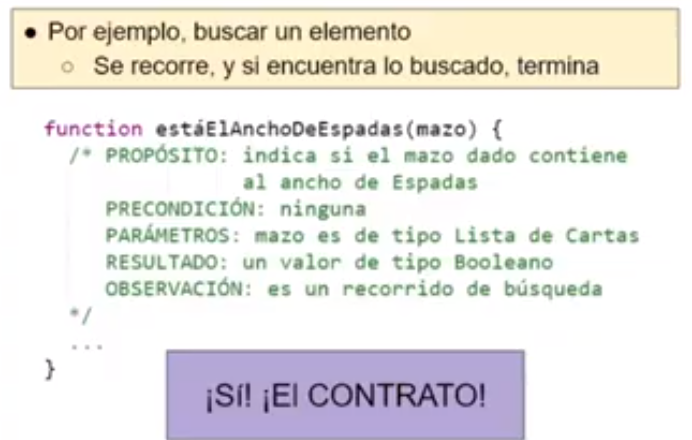 ● Por ejemplo, buscar un elemento
○ Se recorre, y si encuentra lo buscado, termina
function estáElAnchoDeEspadas(mazo) {
/* PROPÓSITO: indica si el mazo dado contiene
al ancho de Espadas
PRECONDICIÓN: ninguna
PARÁMETROS: mazo es de tipo Lista de Cartas
RESULTADO: un valor de tipo Booleano
OBSERVACIÓN: es un recorrido de búsqueda
*/
...
}
¡Sí! ¡El CONTRATO!